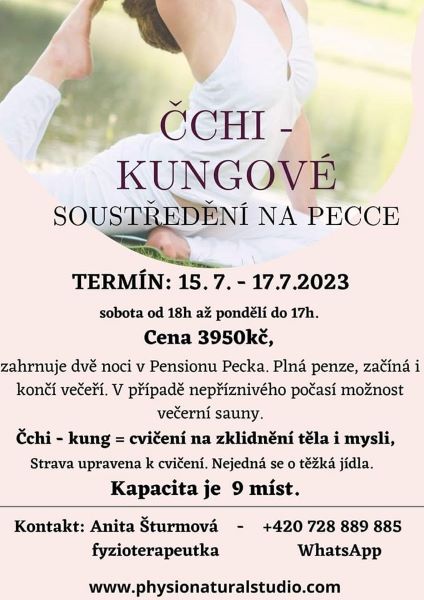 ČCHI -
KUNGOVÉ
SOUSTŘEDĚNÍ NA PECCE
TERMÍN: 15. 7. - 17.7.2023
sobota od 18h až pondělí do 17h.
Cena 3950kč,
zahrnuje dvě noci v Pensionu Pecka. Plná penze, začíná i
končí večeří. V případě nepříznivého počasí možnost
večerní sauny.
Čchi - kung = cvičení na zklidnění těla i mysli,
Strava upravena k cvičení. Nejedná se o těžká jídla.
Kapacita je 9 míst.
Kontakt: Anita Šturmová - +420 728 889 885
fyzioterapeutka WhatsApp
www.physionaturalstudio.com